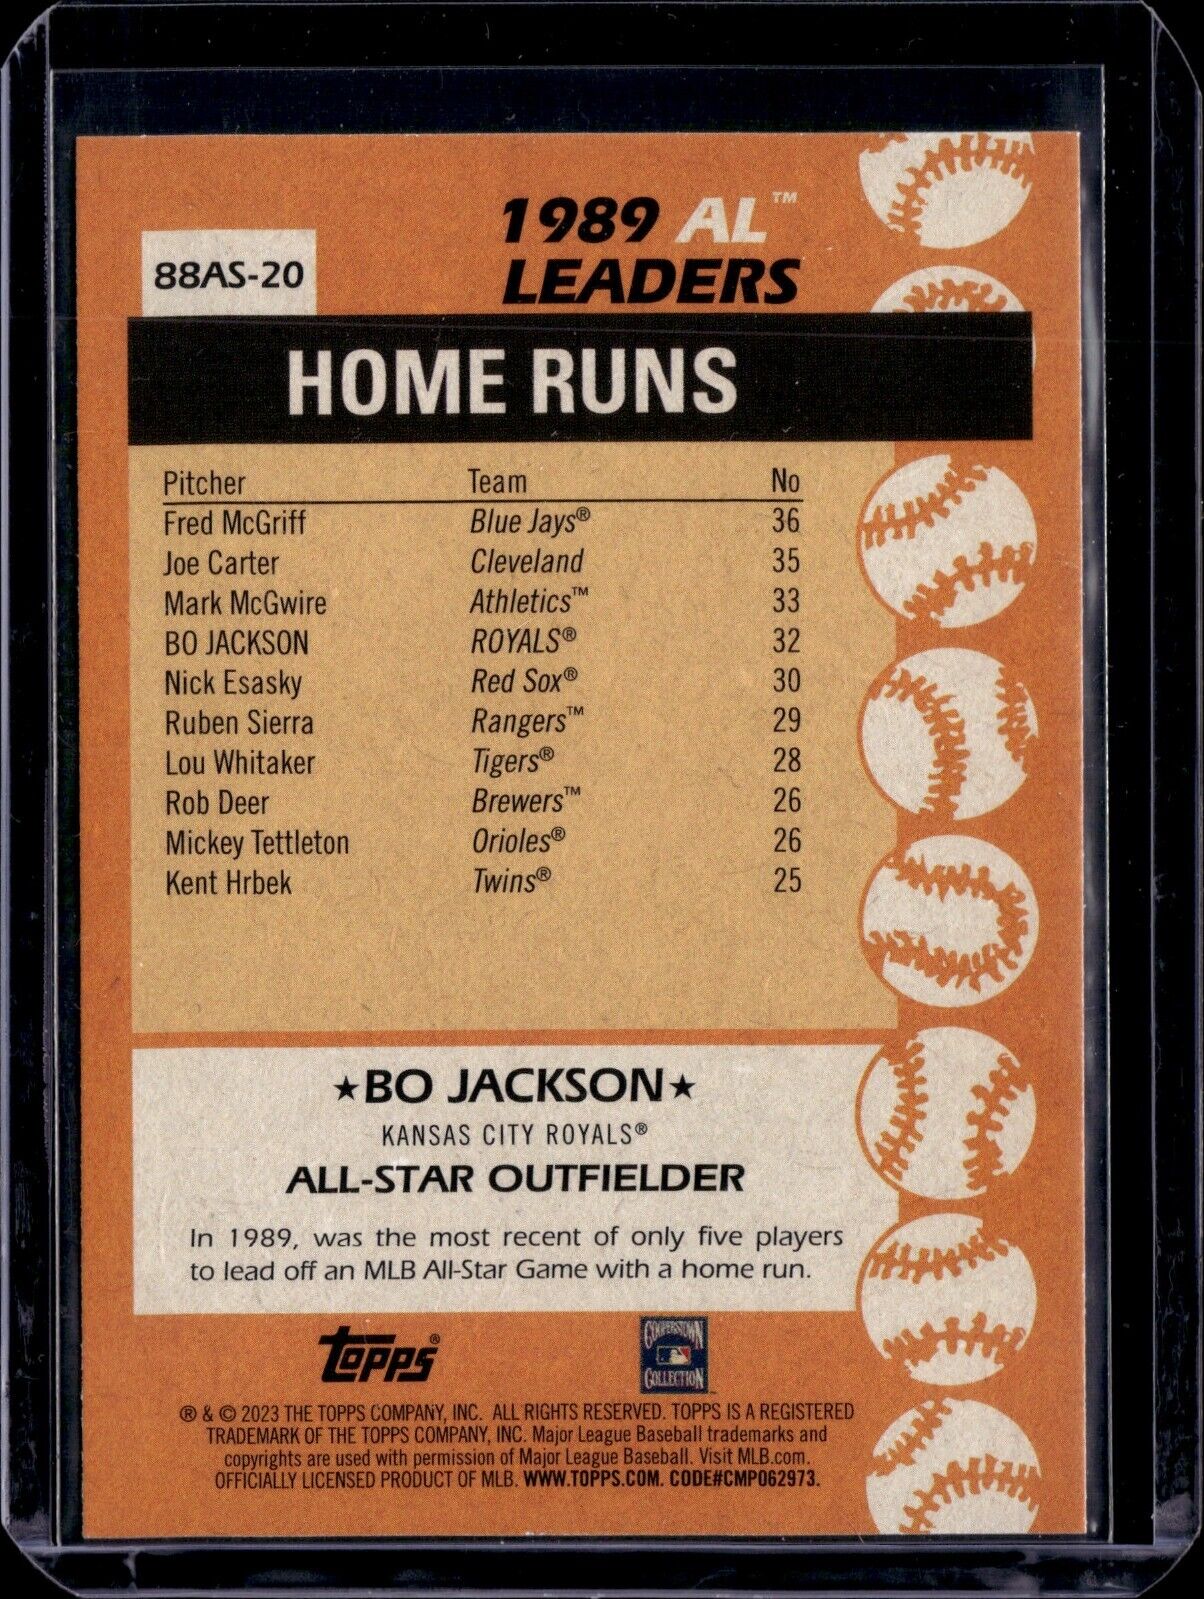 1989 AL™
LEADERS
88AS-20
HOME RUNS
Pitcher Team No
Fred McGriff Blue Jays® 36
Joe Carter Cleveland 35
Mark McGwire Athletics™ 33
BO JACKSON ROYALS® 32
Nick Esasky Red Sox® 30
Ruben Sierra Rangers™ 29
Lou Whitaker Tigers® 28
Rob Deer Brewers™ 26
Mickey Tettleton Orioles® 26
Kent Hrbek Twins® 25
★BO JACKSON★
KANSAS CITY ROYALS®
ALL-STAR OUTFIELDER
In 1989, was the most recent of only five players
to lead off an MLB All-Star Game with a home run.
Topps®
COOPERSTOWN
COLLECTION
® & © 2023 THE TOPPS COMPANY, INC. ALL RIGHTS RESERVED. TOPPS IS A REGISTERED
TRADEMARK OF THE TOPPS COMPANY, INC. Major League Baseball trademarks and
copyrights are used with permission of Major League Baseball. Visit MLB.com.
OFFICIALLY LICENSED PRODUCT OF MLB. WWW.TOPPS.COM. CODE#CMP062973.